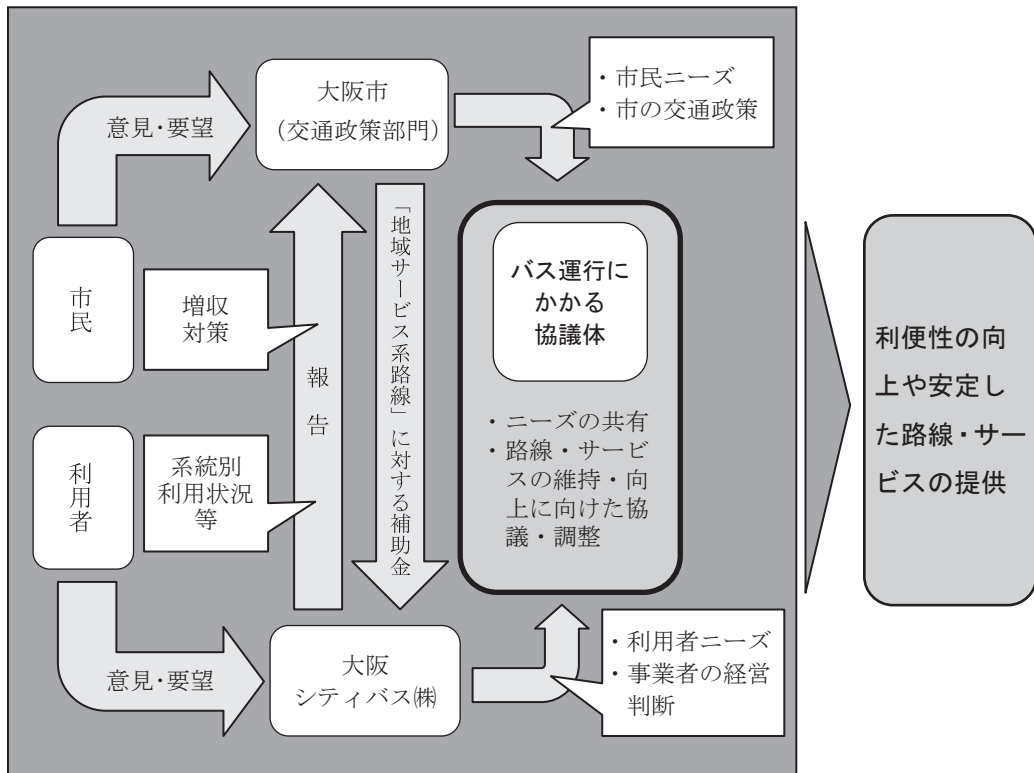 大阪市
（交通政策部門）
・市民ニーズ
・市の交通政策
意見･要望
市民
増収
対策
報告
「地域サービス系路線」に対する補助金
バス運行に
かかる
協議体
・ニーズの共有
・路線・サービ
スの維持・向
上に向けた協
議・調整
利用者
系統別
利用状況
等
意見･要望
大阪
シティバス㈱
・利用者ニーズ
・事業者の経営
判断
利便性の向
上や安定し
た路線・サー
ビスの提供